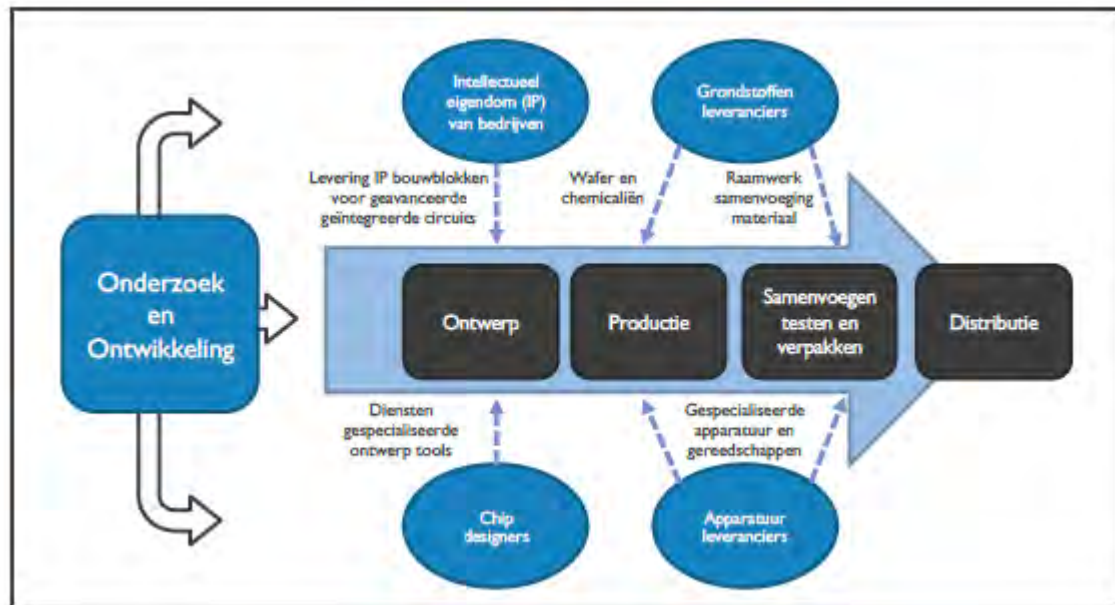 Intellectueel
eigendom (IP)
van bedrijven
Grondstoffen
leveranciers
Levering IP bouwblokken
voor geavanceerde
geïntegreerde circuits
Wafer en
chemicaliën
Raamwerk
samenvoeging
materiaal
Onderzoek
en
Ontwikkeling
Ontwerp
Productie
Samenvoegen
testen en
verpakken
Distributie
Diensten
gespecialiseerde
ontwerp tools
Gespecialiseerde
apparatuur en
gereedschappen
Chip
designers
Apparatuur
leveranciers